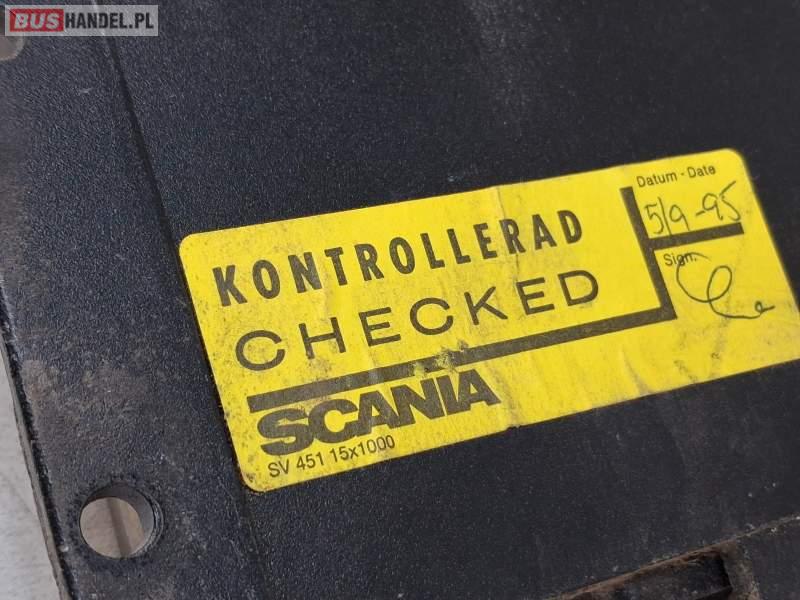 BUSHANDEL.PL
Datum - Date
5/9-95
KONTROLLERAD
Sign.
CHECKED
SCANIA
SV 451 15x1000